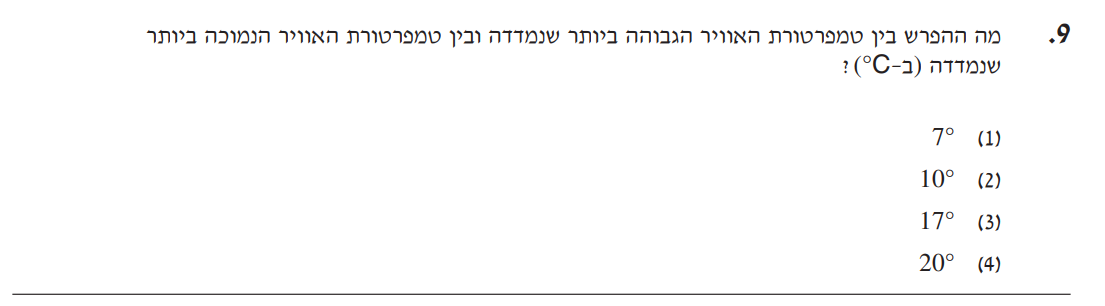 9. מה ההפרש בין טמפרטורת האוויר הגבוהה ביותר שנמדדה ובין טמפרטורת האוויר הנמוכה ביותר
שנמדדה (ב-°C)?
(1) 7°
(2) 10°
(3) 17°
(4) 20°